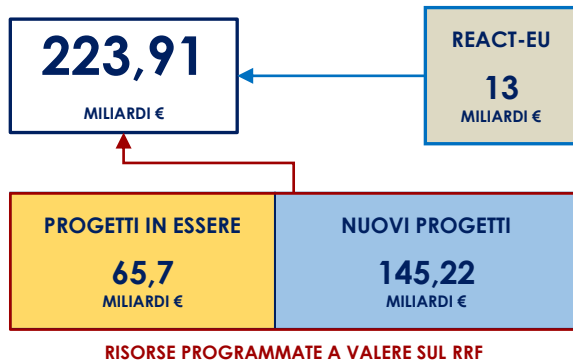 223,91
MILIARDI €
REACT-EU
13
MILIARDI €
PROGETTI IN ESSERE
65,7
MILIARDI €
NUOVI PROGETTI
145,22
MILIARDI €
RISORSE PROGRAMMATE A VALERE SUL RRF